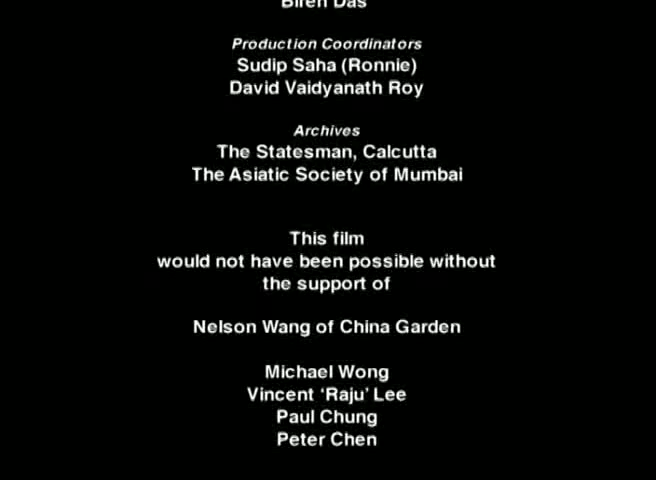 Biren Das
Production Coordinators
Sudip Saha (Ronnie)
David Vaidyanath Roy
Archives
The Statesman, Calcutta
The Asiatic Society of Mumbai
This film
would not have been possible without
the support of
Nelson Wang of China Garden
Michael Wong
Vincent ‘Raju’ Lee
Paul Chung
Peter Chen